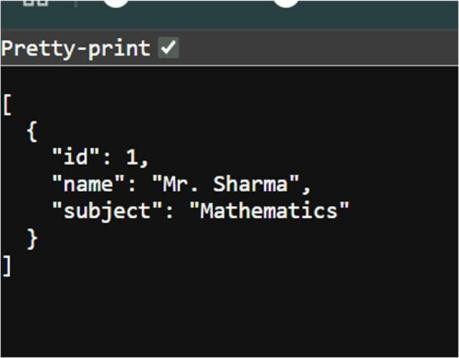 Pretty-print
[
  {
    "id": 1,
    "name": "Mr. Sharma",
    "subject": "Mathematics"
  }
]